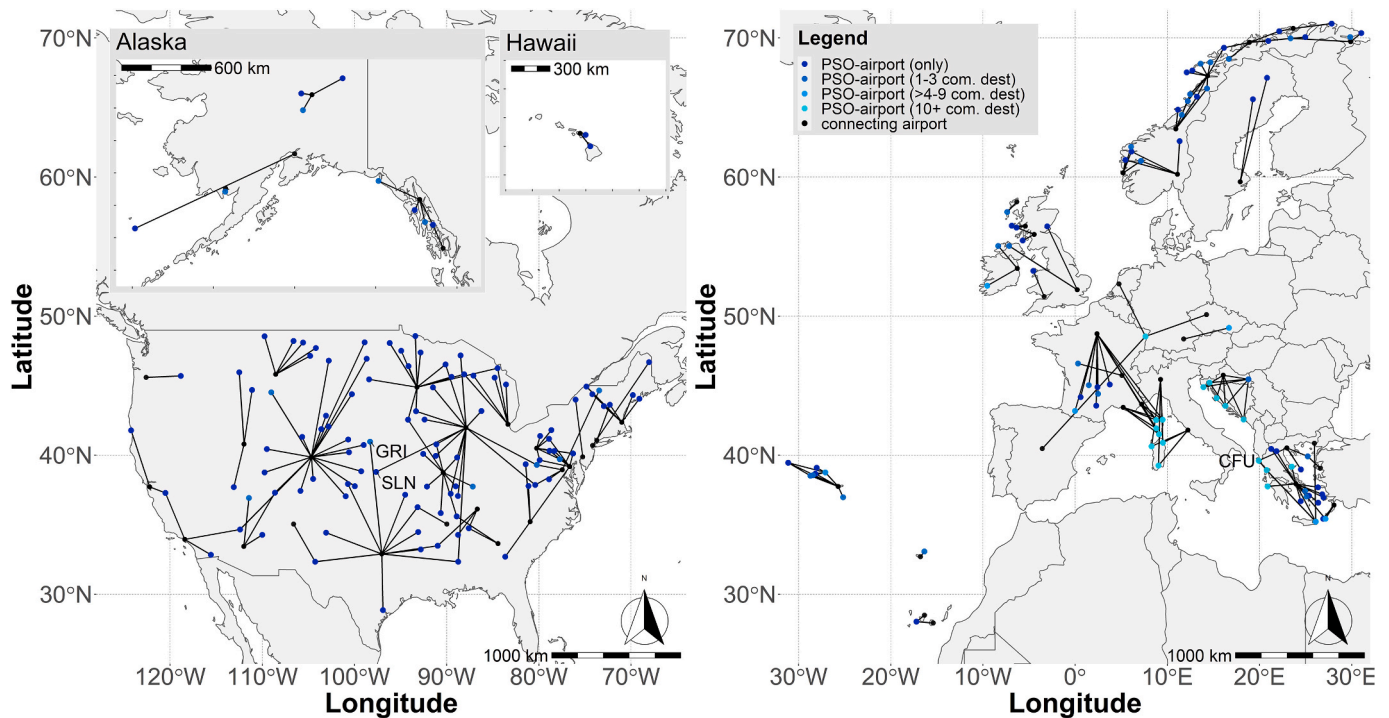 Alaska
600 km
Hawaii
300 km
70°N
60°N
50°N
40°N
30°N
Latitude
GRI
SLN
N
1000 km
120°W 110°W 100°W 90°W 80°W 70°W
Longitude
Legend
PSO-airport (only)
PSO-airport (1-3 com. dest)
PSO-airport (>4-9 com. dest)
PSO-airport (10+ com. dest)
connecting airport
70°N
60°N
50°N
40°N
30°N
Latitude
CFU
N
1000 km
30°W 20°W 10°W 0° 10°E 20°E 30°E
Longitude